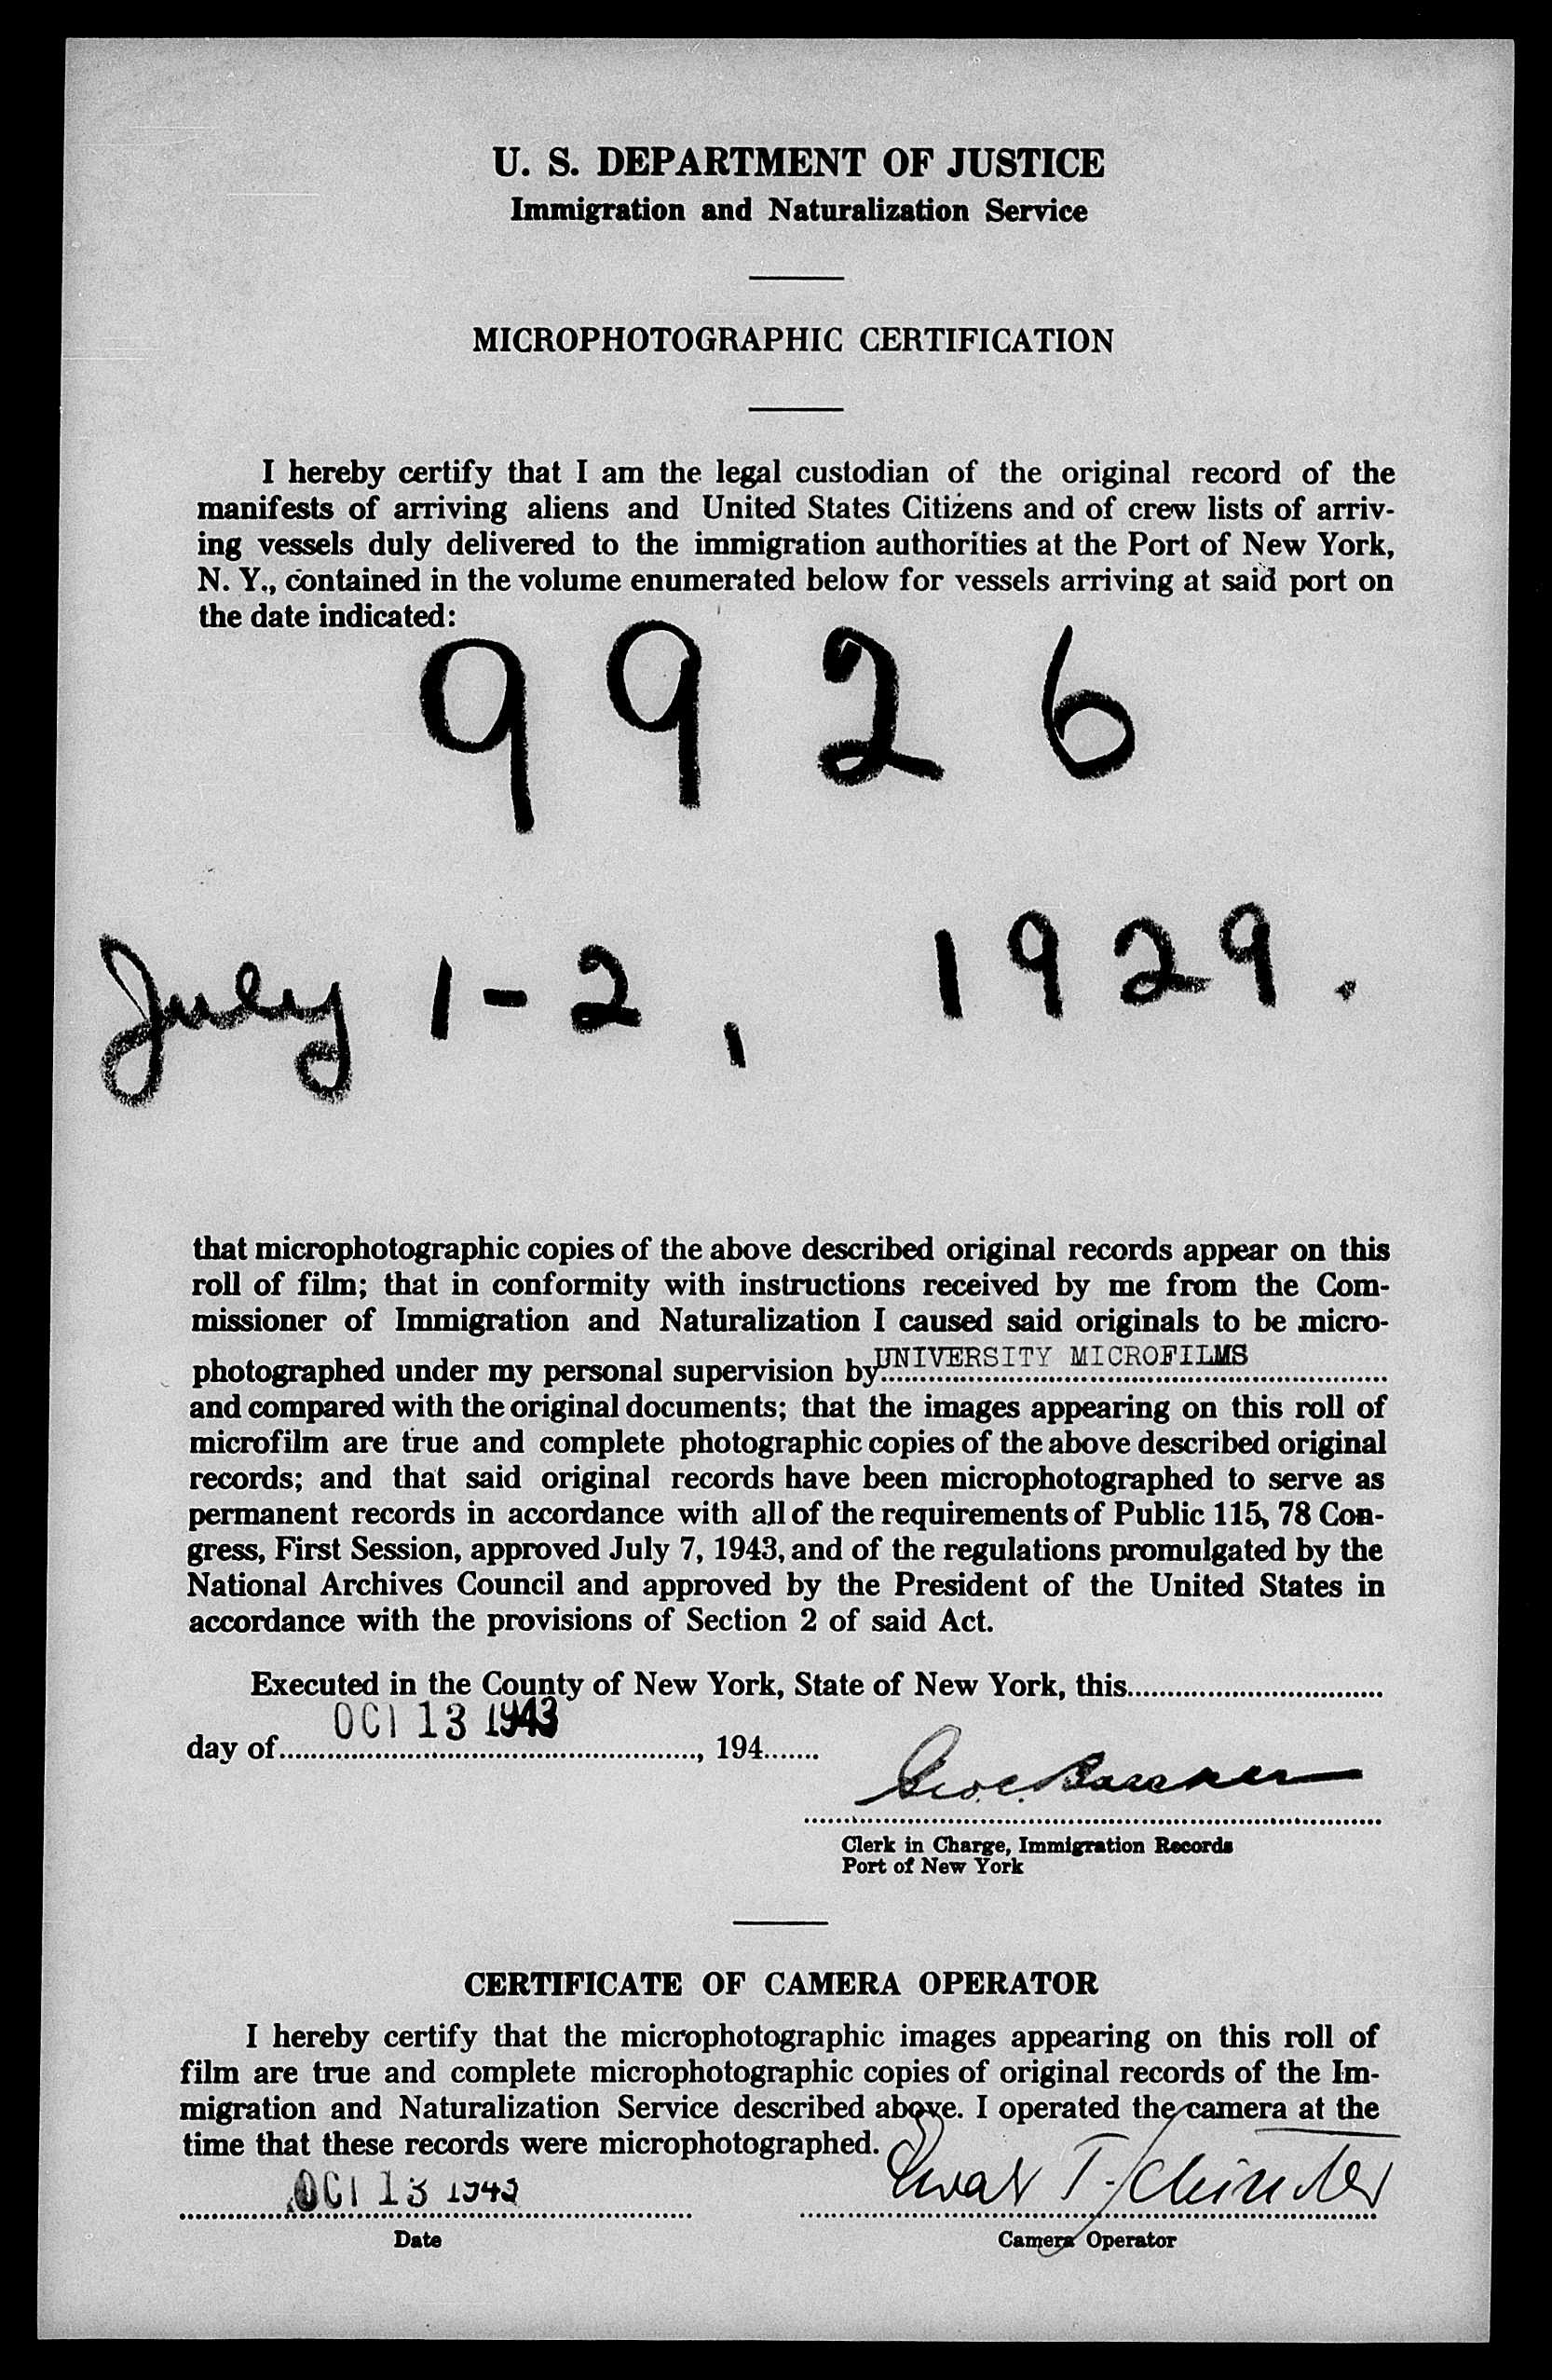 U. S. DEPARTMENT OF JUSTICE
Immigration and Naturalization Service
MICROPHOTOGRAPHIC CERTIFICATION
I hereby certify that I am the legal custodian of the original record of the
manifests of arriving aliens and United States Citizens and of crew lists of arriv-
ing vessels duly delivered to the immigration authorities at the Port of New York,
N. Y., contained in the volume enumerated below for vessels arriving at said port on
the date indicated:
9926
July 1-2, 1929.
that microphotographic copies of the above described original records appear on this
roll of film; that in conformity with instructions received by me from the Com-
missioner of Immigration and Naturalization I caused said originals to be micro-
photographed under my personal supervision by UNIVERSITY MICROFILMS
and compared with the original documents; that the images appearing on this roll of
microfilm are true and complete photographic copies of the above described original
records; and that said original records have been microphotographed to serve as
permanent records in accordance with all of the requirements of Public 115, 78 Con-
gress, First Session, approved July 7, 1943, and of the regulations promulgated by the
National Archives Council and approved by the President of the United States in
accordance with the provisions of Section 2 of said Act.
Executed in the County of New York, State of New York, this
OCT 13 1943
day of, 194
Clerk in Charge, Immigration Records
Port of New York
CERTIFICATE OF CAMERA OPERATOR
I hereby certify that the microphotographic images appearing on this roll of
film are true and complete microphotographic copies of original records of the Im-
migration and Naturalization Service described above. I operated the camera at the
time that these records were microphotographed.
OCT 13 1943
Date
Camera Operator